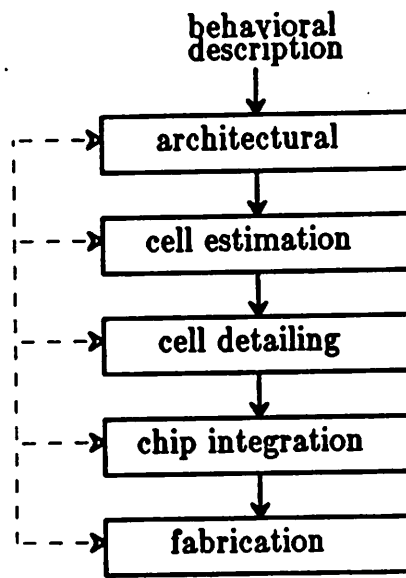 behavioral
description
architectural
cell estimation
cell detailing
chip integration
fabrication